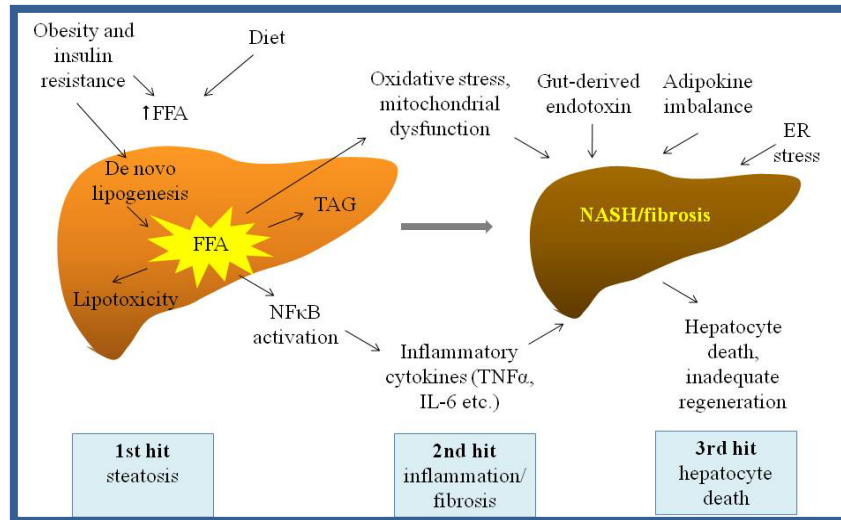 Obesity and
insulin
resistance
Diet
↑FFA
De novo
lipogenesis
FFA
TAG
Lipotoxicity
NFκB
activation
Oxidative stress,
mitochondrial
dysfunction
Gut-derived
endotoxin
Adipokine
imbalance
ER
stress
NASH/fibrosis
Inflammatory
cytokines (TNFα,
IL-6 etc.)
Hepatocyte
death,
inadequate
regeneration
1st hit
steatosis
2nd hit
inflammation/
fibrosis
3rd hit
hepatocyte
death